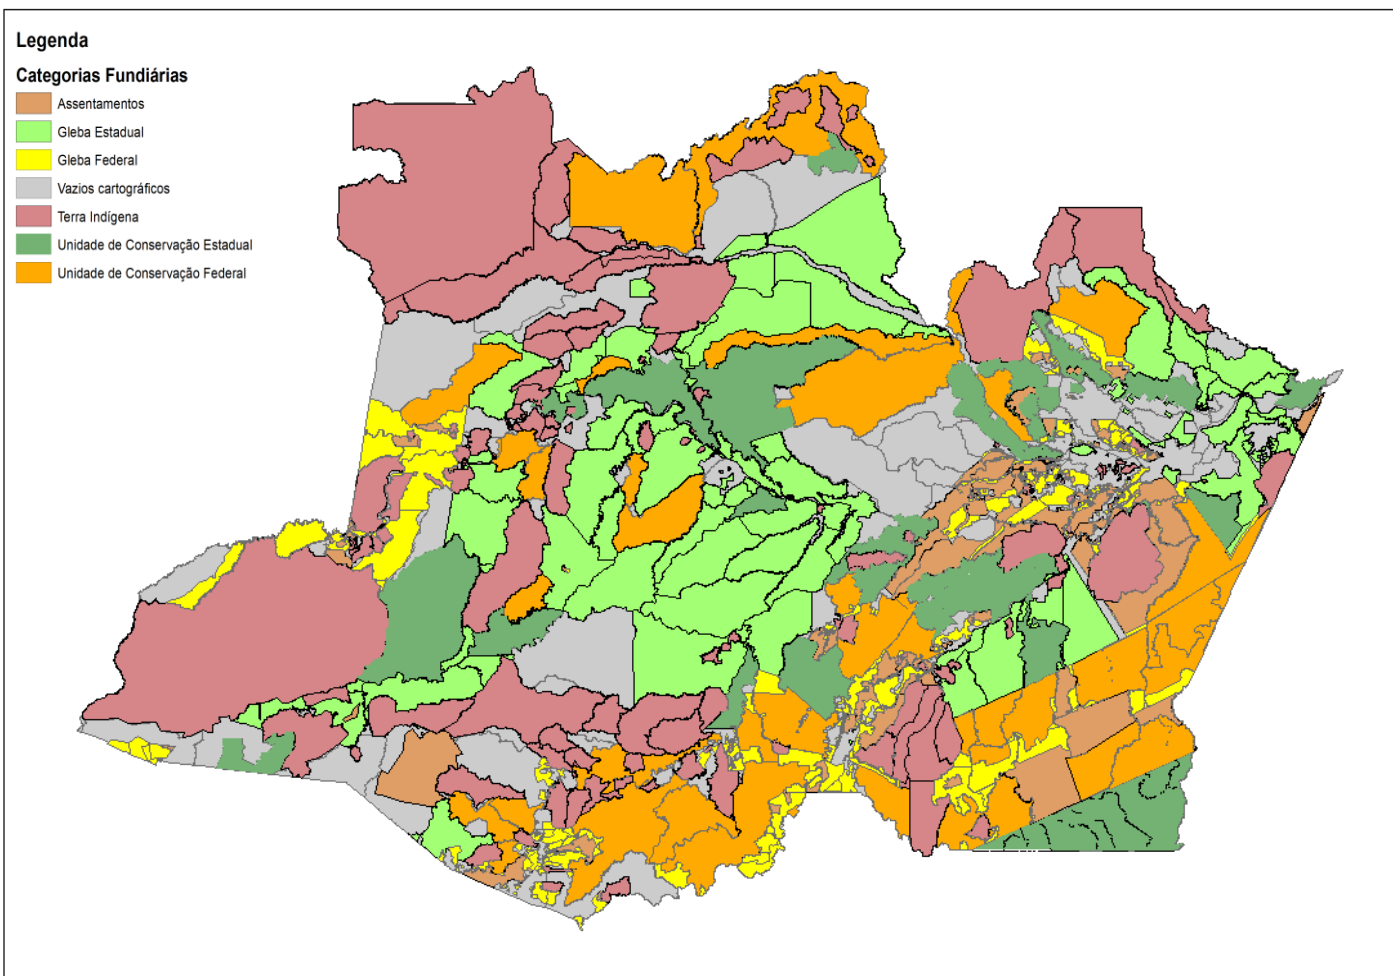 Legenda
Categorias Fundiárias
Assentamentos
Gleba Estadual
Gleba Federal
Vazios cartográficos
Terra Indígena
Unidade de Conservação Estadual
Unidade de Conservação Federal